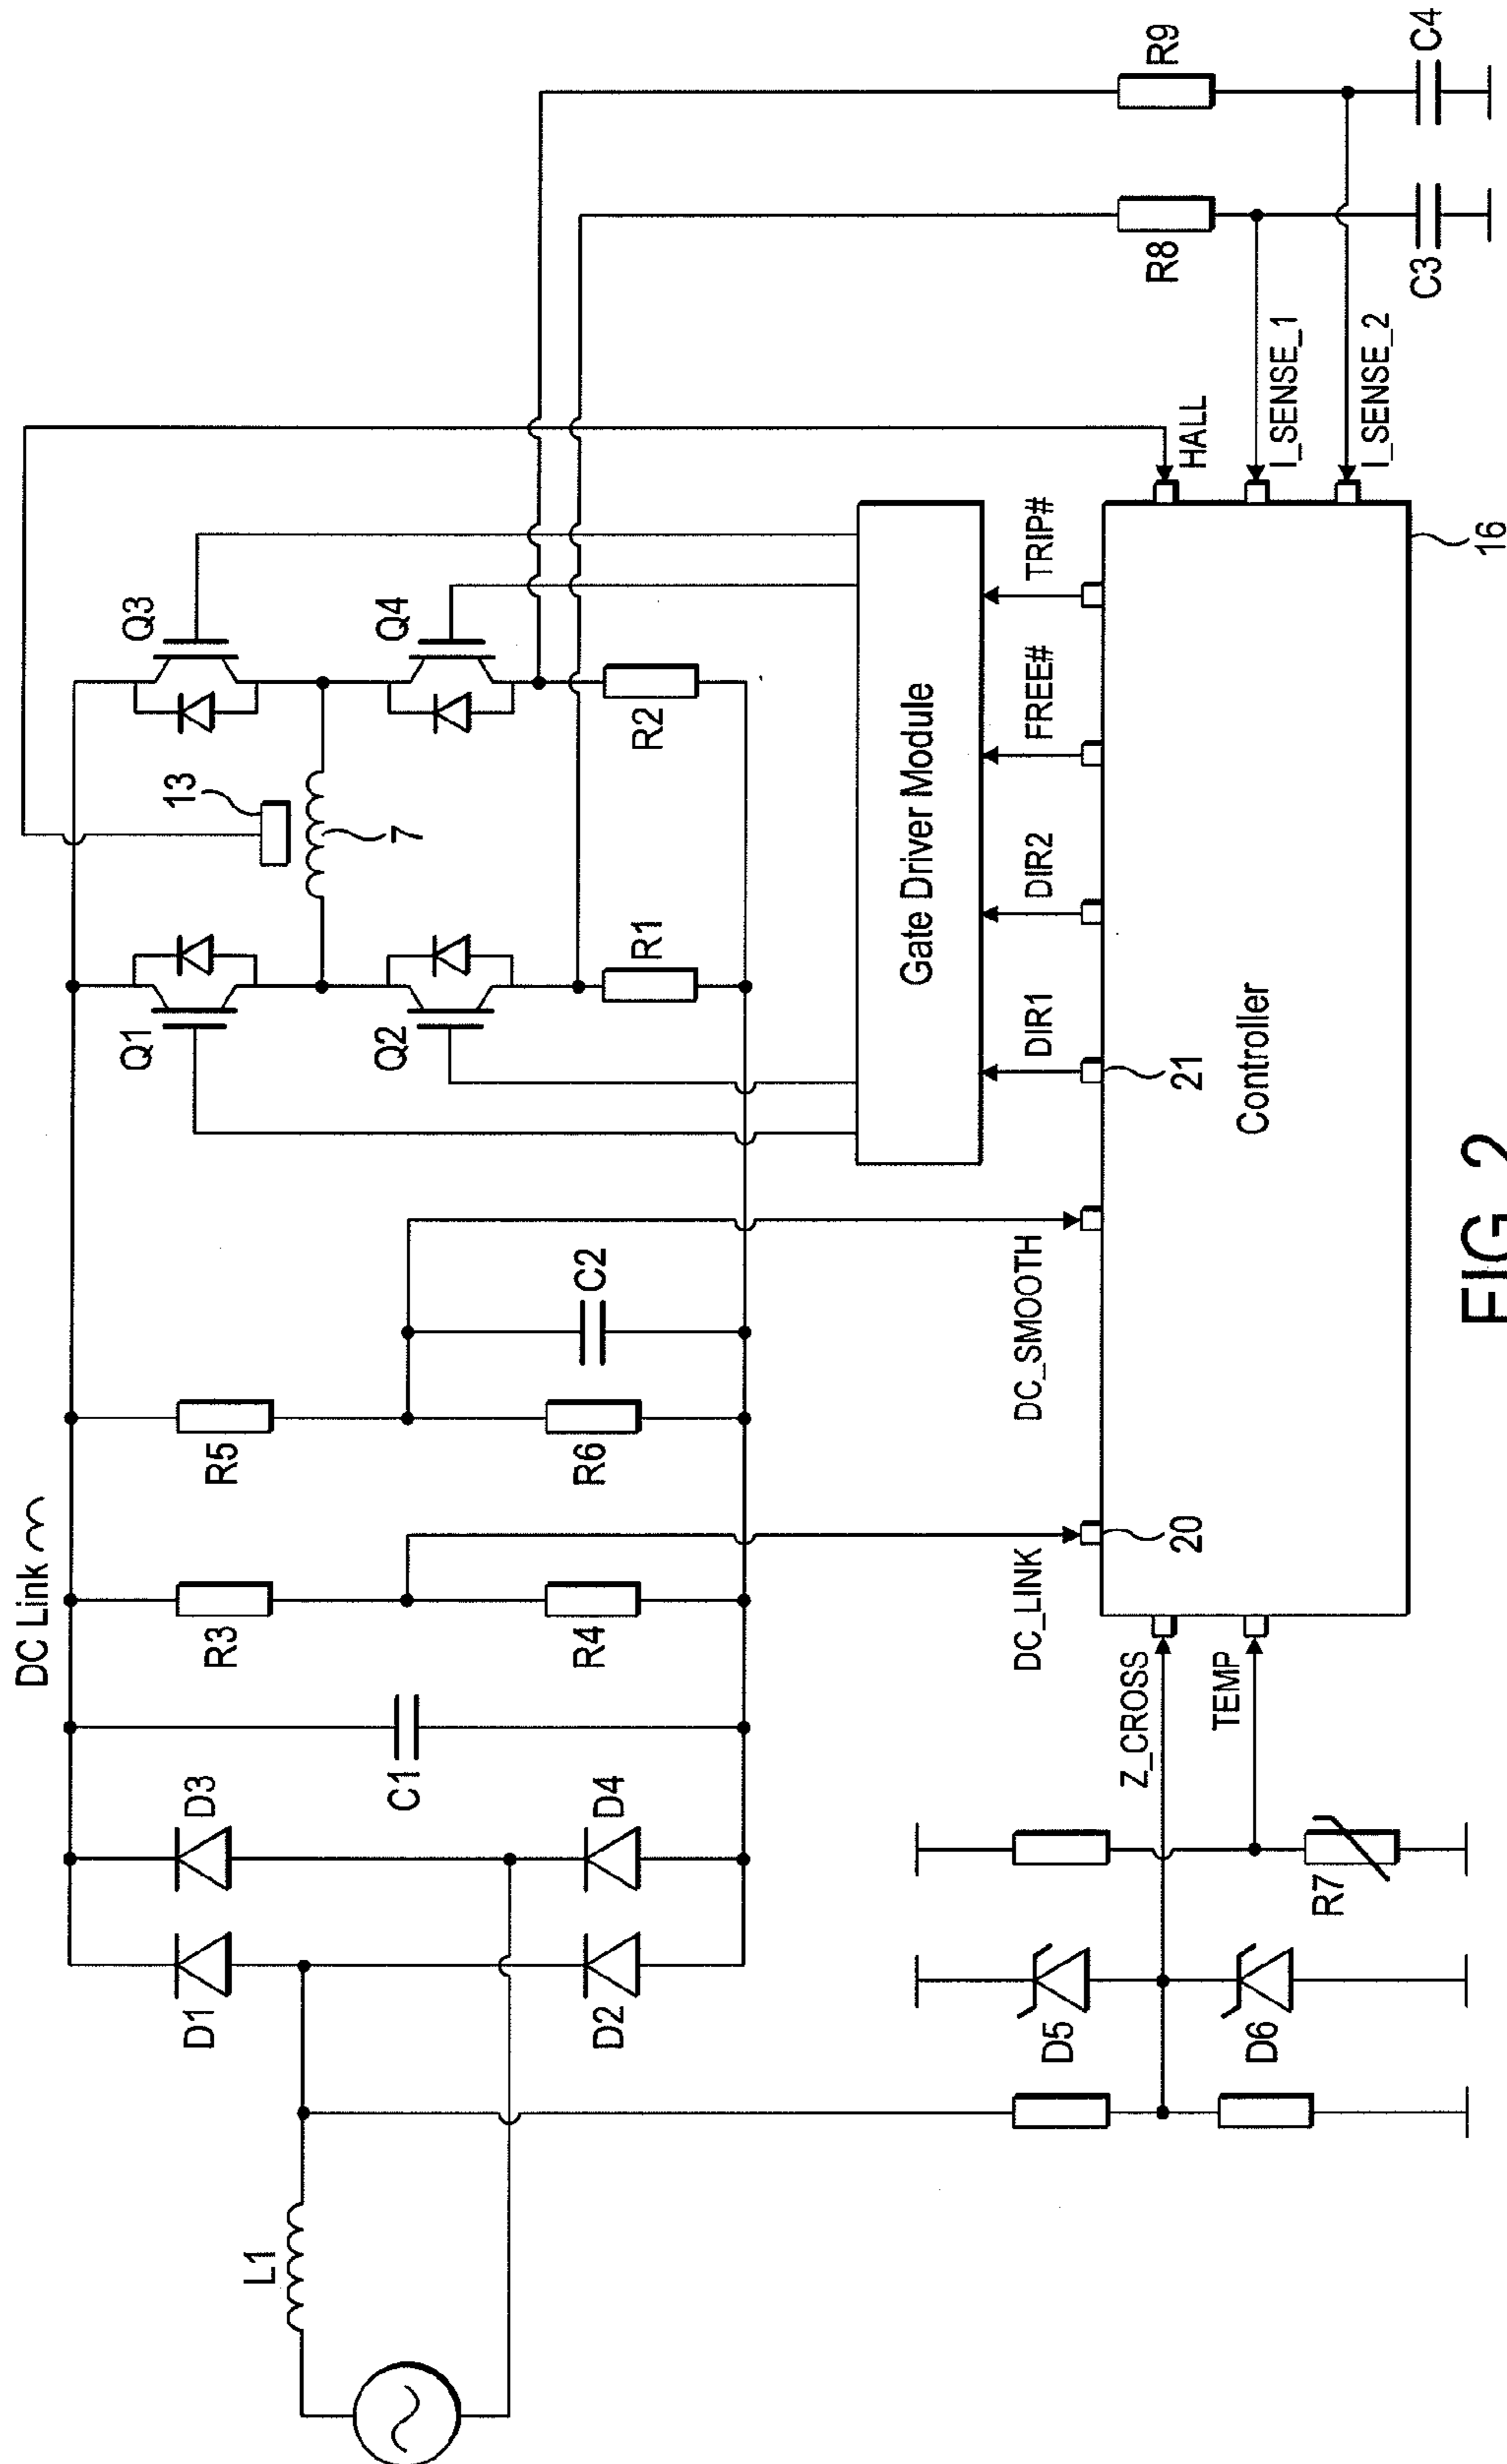 DC Link
L1
D1
D3
D2
D4
C1
R3
R4
R5
R6
C2
Q1
Q3
Q2
Q4
13
7
R1
R2
Gate Driver Module
DC_LINK
DC_SMOOTH
DIR1
DIR2
FREE#
TRIP#
20
21
Controller
Z_CROSS
TEMP
D5
D6
R7
HALL
I_SENSE_1
I_SENSE_2
R8
R9
C3
C4
16
FIG. 2